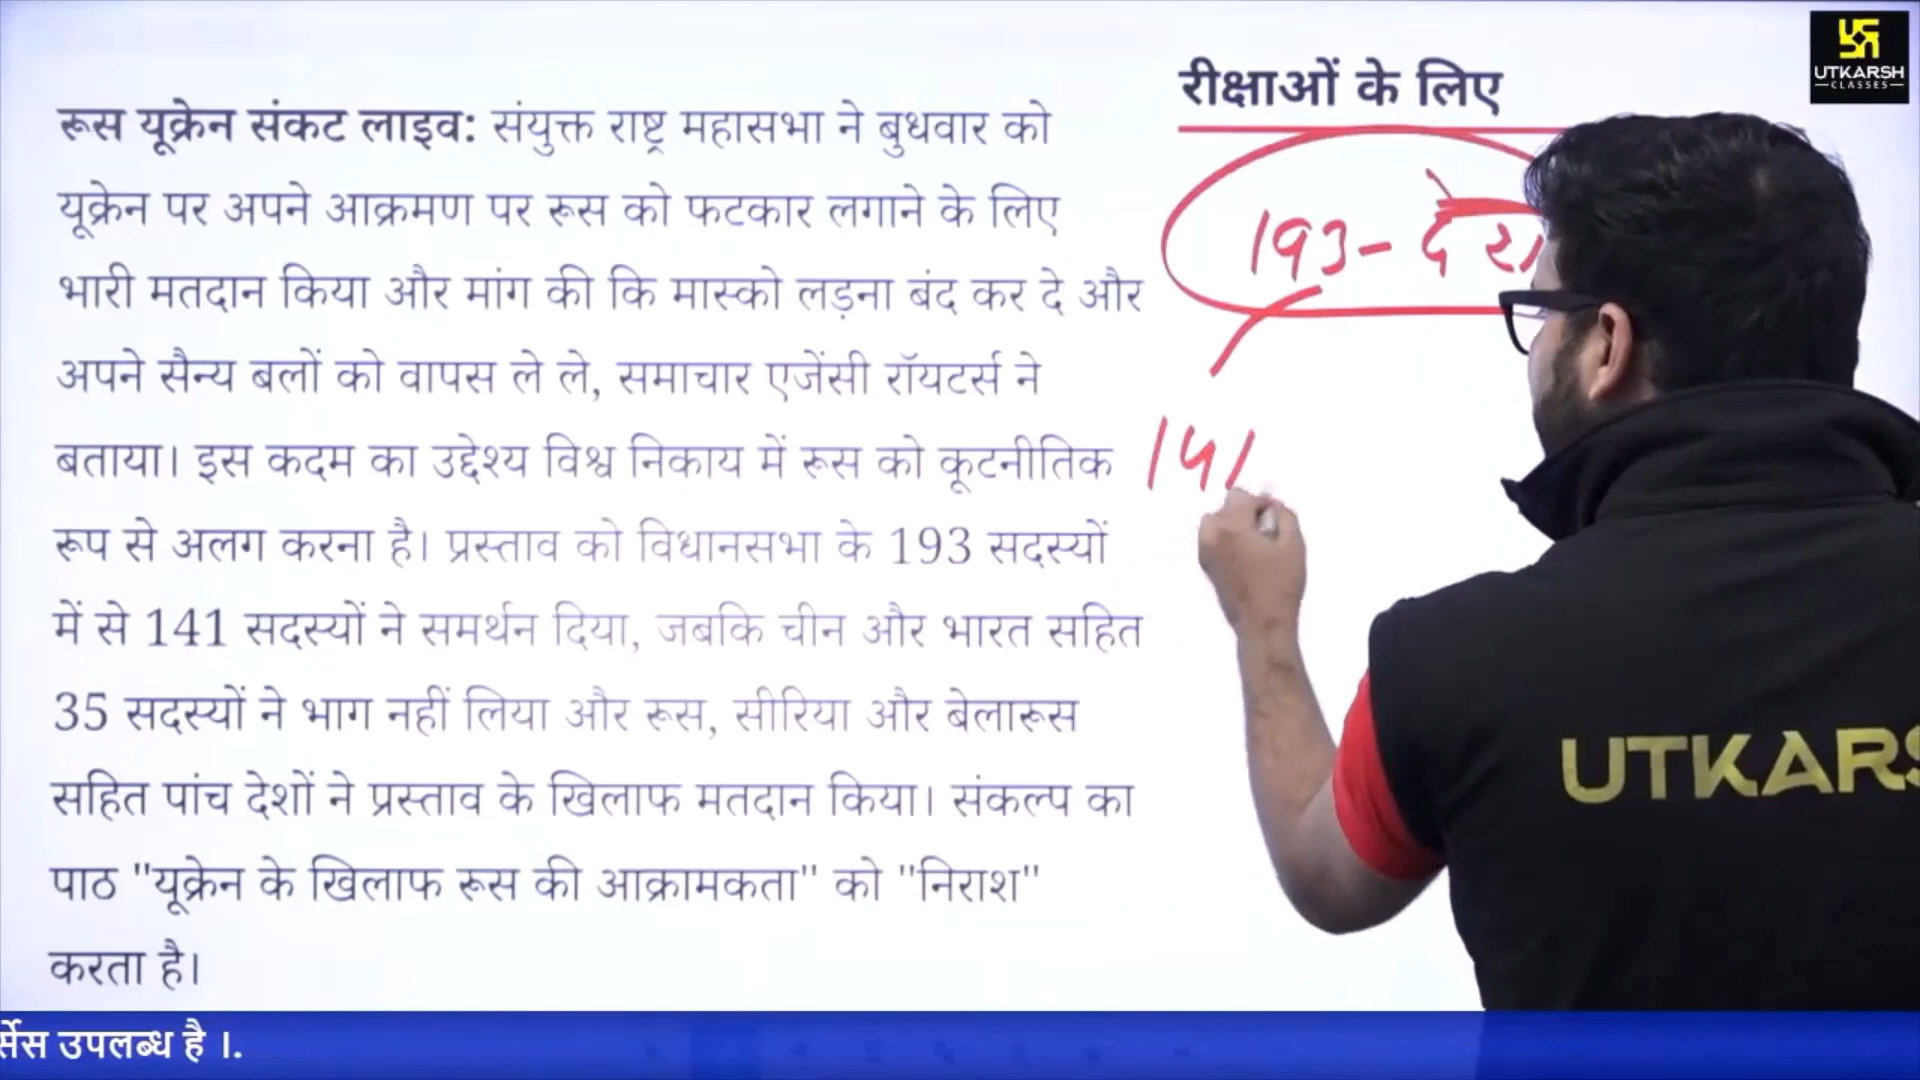 रीक्षाओं के लिए
UTKARSH
CLASSES
रूस यूक्रेन संकट लाइव: संयुक्त राष्ट्र महासभा ने बुधवार को
यूक्रेन पर अपने आक्रमण पर रूस को फटकार लगाने के लिए
भारी मतदान किया और मांग की कि मास्को लड़ना बंद कर दे और
अपने सैन्य बलों को वापस ले ले, समाचार एजेंसी रॉयटर्स ने
बताया। इस कदम का उद्देश्य विश्व निकाय में रूस को कूटनीतिक
रूप से अलग करना है। प्रस्ताव को विधानसभा के 193 सदस्यों
में से 141 सदस्यों ने समर्थन दिया, जबकि चीन और भारत सहित
35 सदस्यों ने भाग नहीं लिया और रूस, सीरिया और बेलारूस
सहित पांच देशों ने प्रस्ताव के खिलाफ मतदान किया। संकल्प का
पाठ "यूक्रेन के खिलाफ रूस की आक्रामकता" को "निराश"
करता है।
193-
141
UTKARS
र्सेस उपलब्ध है ।.